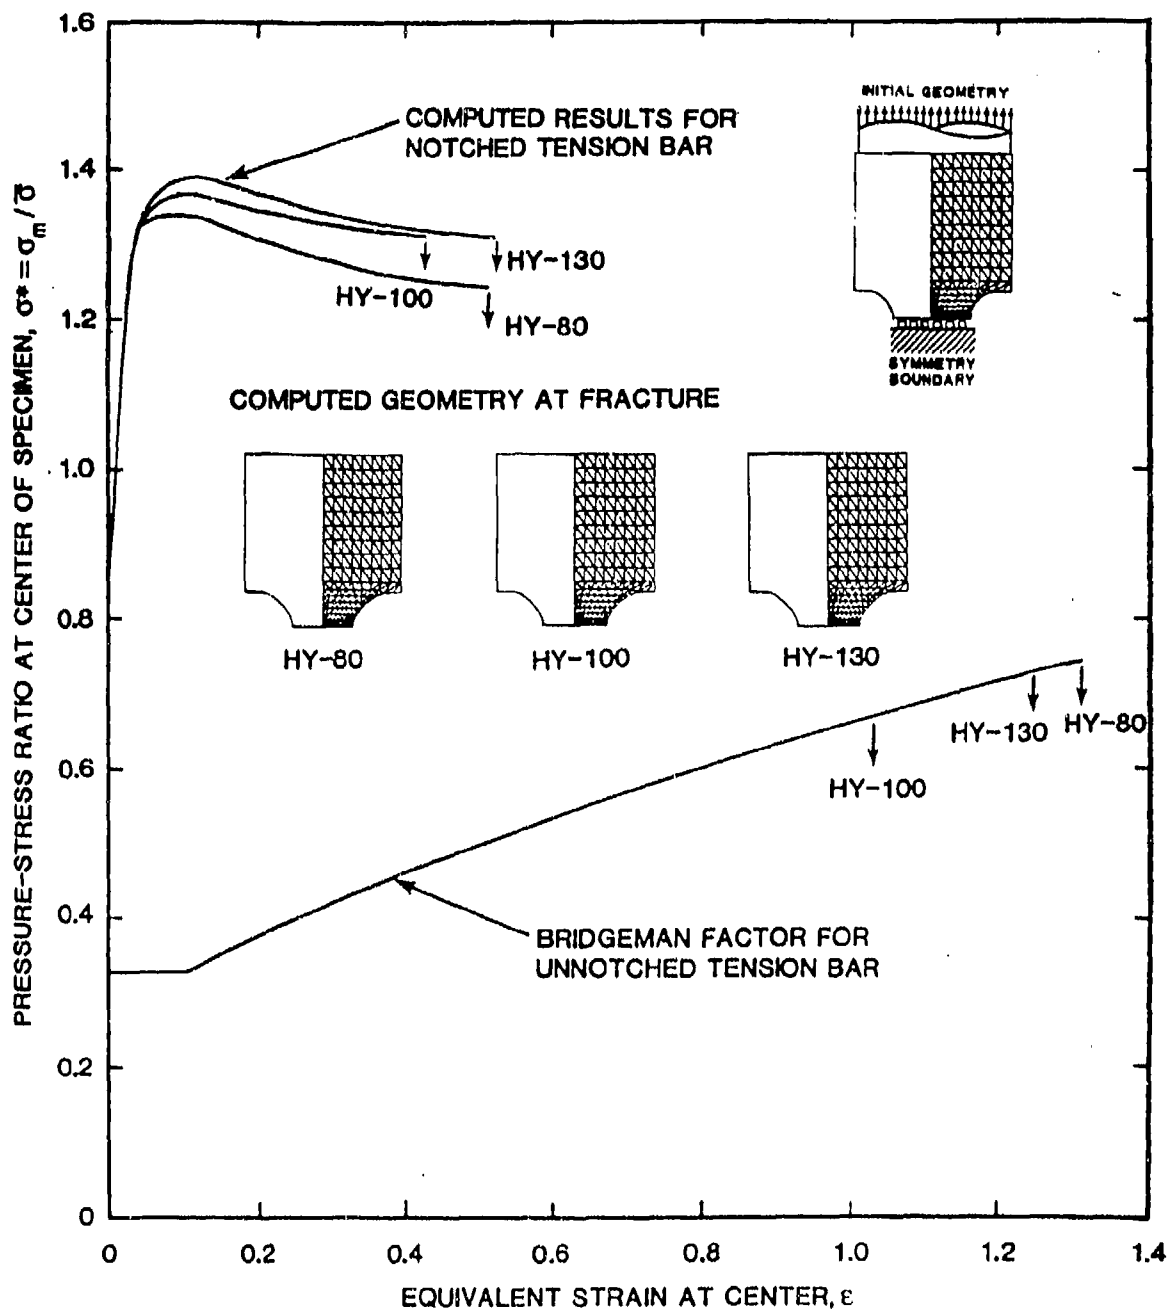 1.6
1.4
1.2
1.0
0.8
0.6
0.4
0.2
0
PRESSURE-STRESS RATIO AT CENTER OF SPECIMEN, σ* = σm/σ̅
COMPUTED RESULTS FOR
NOTCHED TENSION BAR
INITIAL GEOMETRY
HY-130
HY-100
HY-80
SYMMETRY
BOUNDARY
COMPUTED GEOMETRY AT FRACTURE
HY-80
HY-100
HY-130
HY-130
HY-80
HY-100
BRIDGEMAN FACTOR FOR
UNNOTCHED TENSION BAR
0 0.2 0.4 0.6 0.8 1.0 1.2 1.4
EQUIVALENT STRAIN AT CENTER, ε